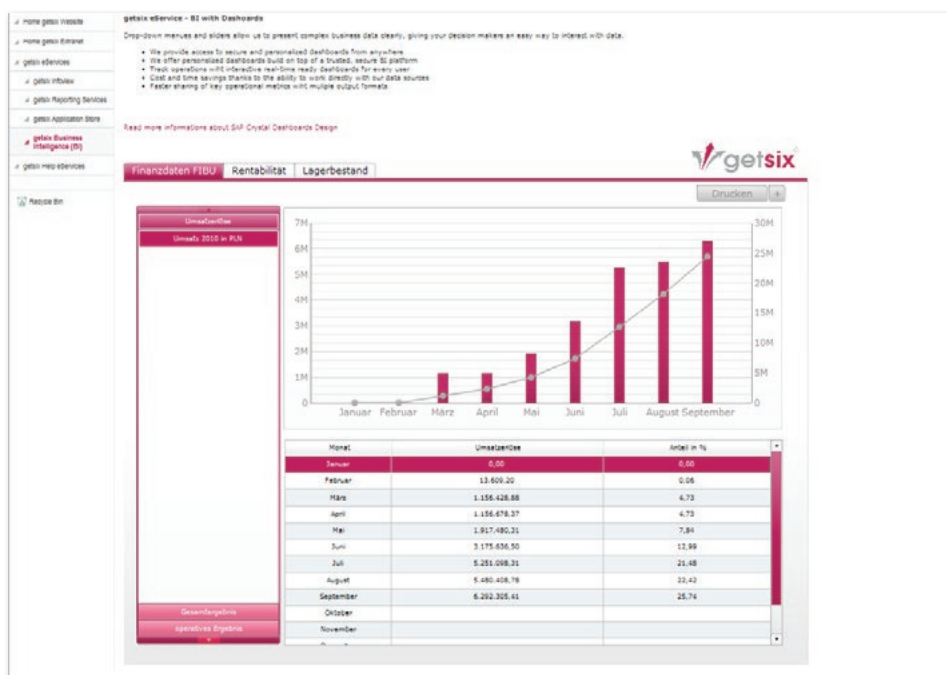 Home getsix Website
Home getsix Extranet
getsix eServices
getsix Infoview
getsix Reporting Services
getsix Application Store
getsix Business
Intelligence (BI)
getsix Help eServices
Recycle Bin
getsix eService - BI with Dashoards
Drop-down menues and sliders allow us to present complex business data clearly, giving your decision makers an easy way to interact with data.
We provide access to secure and personalized dashboards from anywhere
We offer personalized dashboards build on top of a trusted, secure BI platform
Track operations wiht interactive real-time ready dashboards for every user
Cost and time savings thanks to the ability to work directly with our data sources
Faster sharing of key operational metrics wiht muliple output formats
Read more informations about SAP Crystal Dashboards Design
getsix
Finanzdaten FIBU Rentabilität Lagerbestand
Drucken +
Umsatzerlöse
Umsatz 2010 in PLN
Gesamtergebnis
operatives Ergebnis
7M 30M
6M 25M
5M 20M
4M 15M
3M 10M
2M 5M
1M 0
0
Januar Februar März April Mai Juni Juli August September
Monat Umsatzerlöse Anteil in %
Januar 0,00 0,00
Februar 13.609,20 0,06
März 1.156.428,88 4,73
April 1.156.678,37 4,73
Mai 1.917.480,31 7,84
Juni 3.175.636,50 12,99
Juli 5.251.098,31 21,48
August 5.480.408,78 22,42
September 6.292.305,41 25,74
Oktober
November